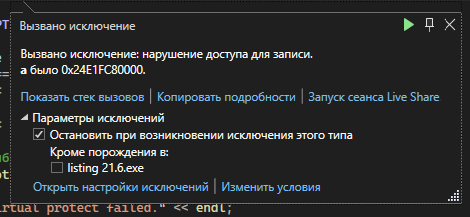 Вызвано исключение
Вызвано исключение: нарушение доступа для записи.
a было 0x24E1FC80000.
Показать стек вызовов | Копировать подробности | Запуск сеанса Live Share
Параметры исключений
Остановить при возникновении исключения этого типа
Кроме порождения в:
listing 21.6.exe
Открыть настройки исключений | Изменить условия
rtual protect failed." << endl;